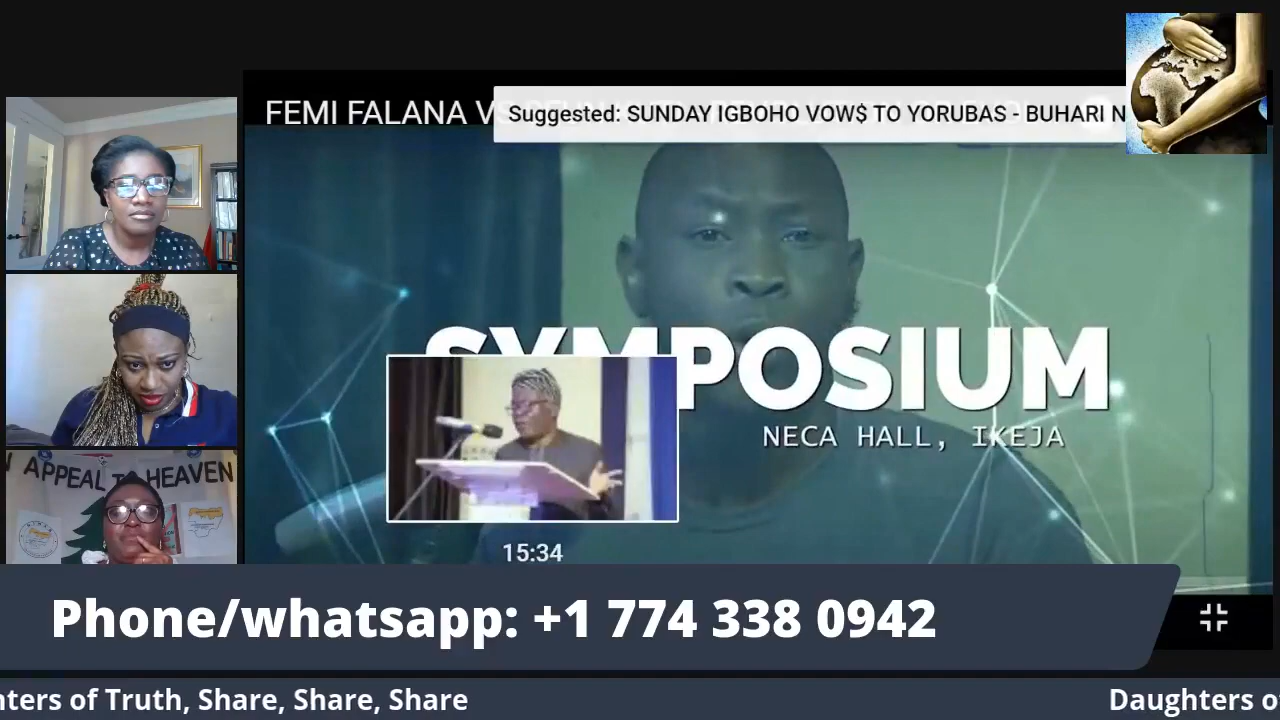 FEMI FALANA V
Suggested: SUNDAY IGBOHO VOW$ TO YORUBAS - BUHARI N
SYMPOSIUM
NECA HALL, IKEJA
15:34
APPEAL TO HEAVEN
Phone/whatsapp: +1 774 338 0942
nters of Truth, Share, Share, Share
Daughters o